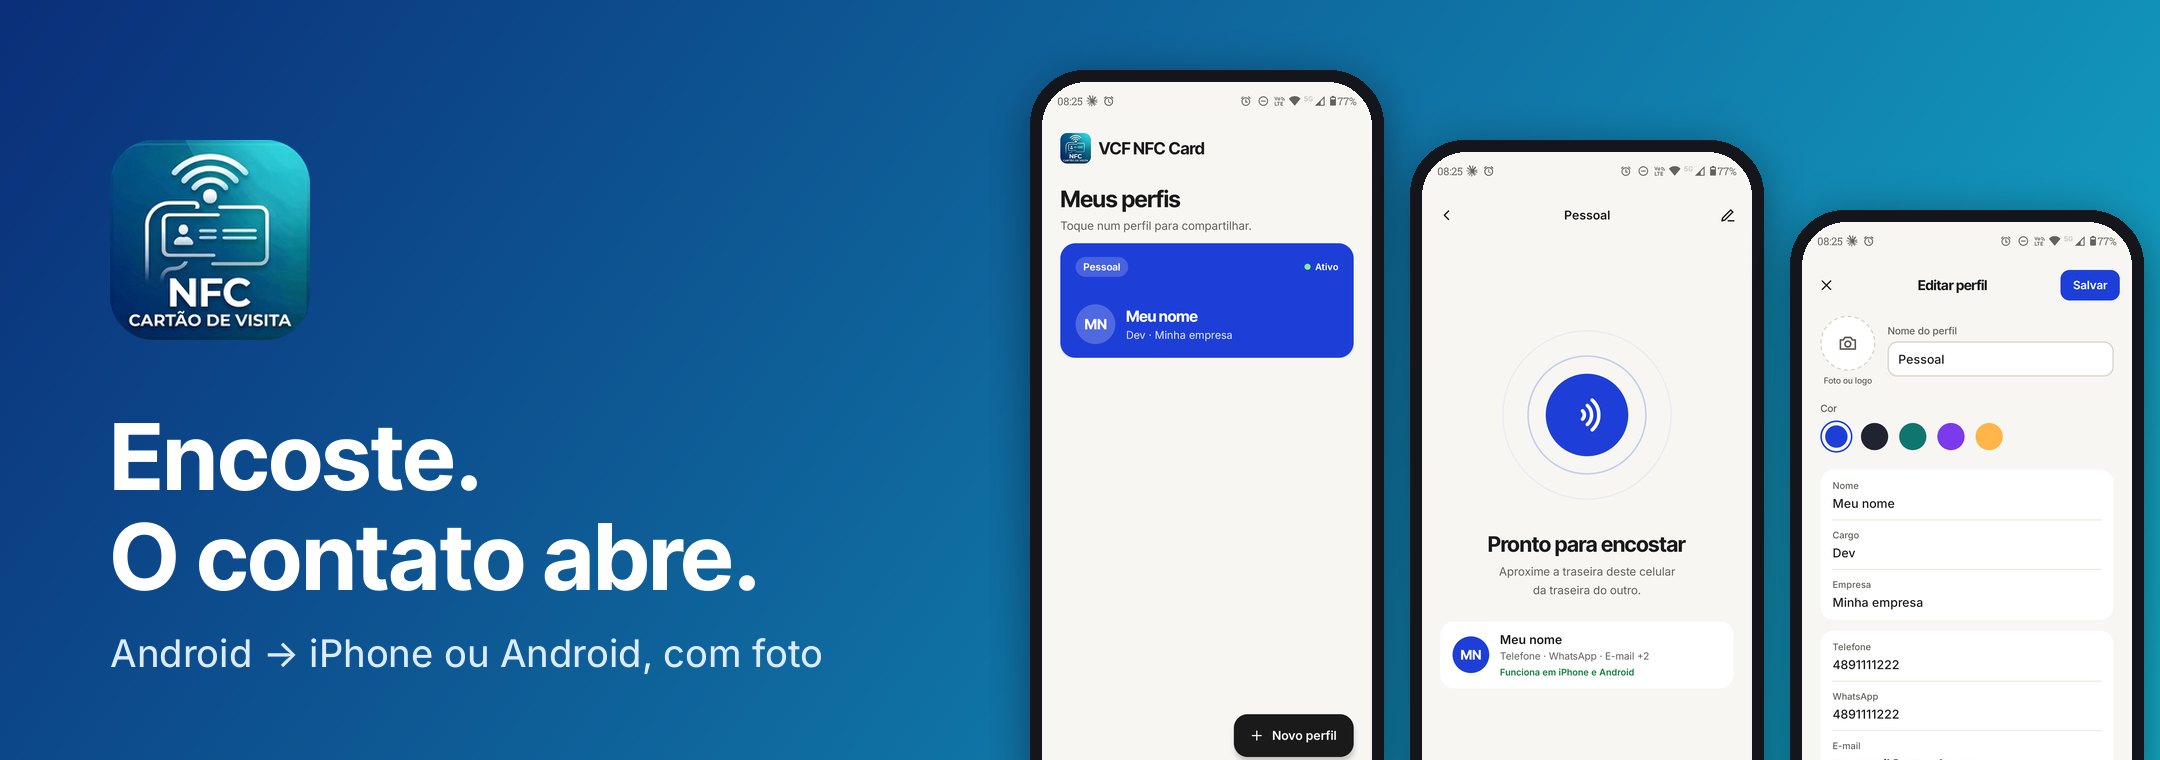 NFC
CARTÃO DE VISITA
Encoste.
O contato abre.
Android → iPhone ou Android, com foto
08:25
77%
NFC
VCF NFC Card
Meus perfis
Toque num perfil para compartilhar.
Pessoal
Ativo
MN
Meu nome
Dev · Minha empresa
+ Novo perfil
08:25
5G
77%
Pessoal
Pronto para encostar
Aproxime a traseira deste celular
da traseira do outro.
MN
Meu nome
Telefone · WhatsApp · E-mail +2
Funciona em iPhone e Android
08:25
5G
77%
Editar perfil
Salvar
Foto ou logo
Nome do perfil
Pessoal
Cor
Nome
Meu nome
Cargo
Dev
Empresa
Minha empresa
Telefone
4891111222
WhatsApp
4891111222
E-mail